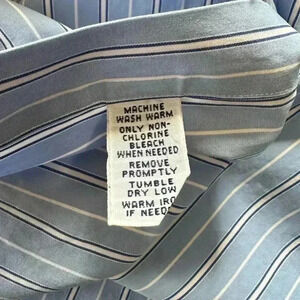 MACHINE
WASH WARM
ONLY NON-
CHLORINE
BLEACH
WHEN NEEDED
REMOVE
PROMPTLY
TUMBLE
DRY LOW
WARM IRO
IF NEED